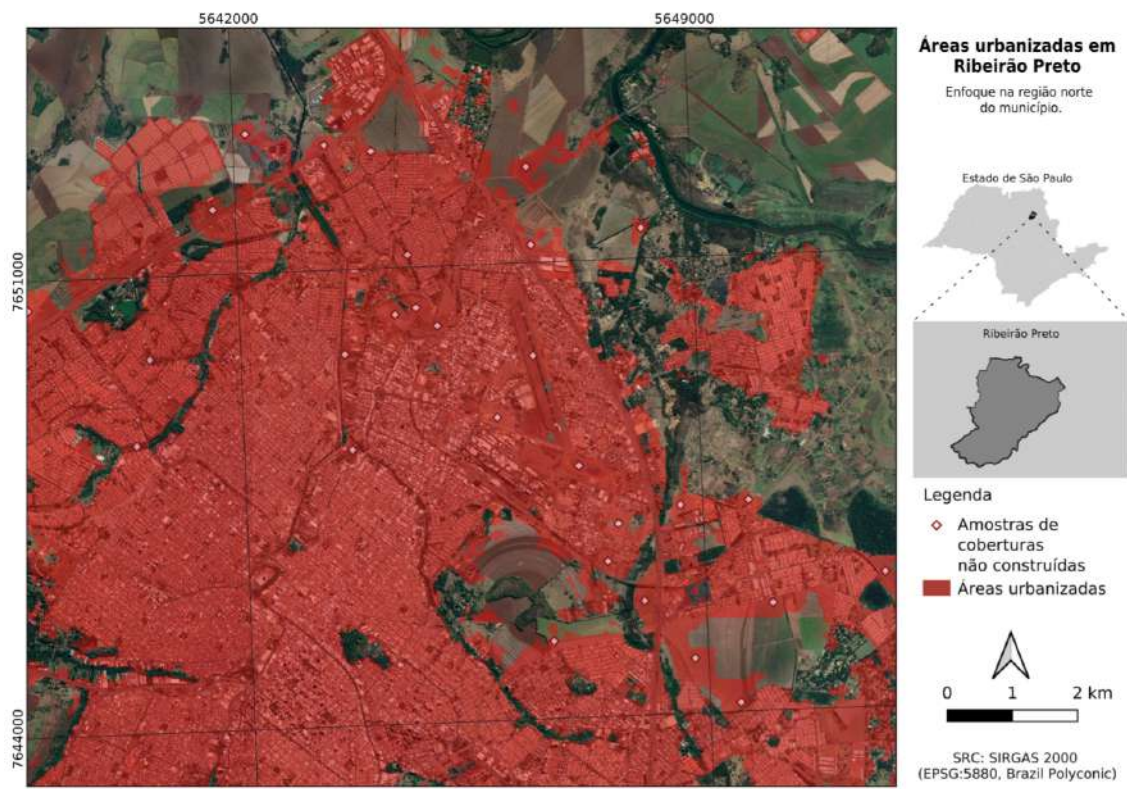 5642000
5649000
7651000
7644000
Áreas urbanizadas em
Ribeirão Preto
Enfoque na região norte
do município.
Estado de São Paulo
Ribeirão Preto
Legenda
Amostras de
coberturas
não construídas
Áreas urbanizadas
0 1 2 km
SRC: SIRGAS 2000
(EPSG:5880, Brazil Polyconic)